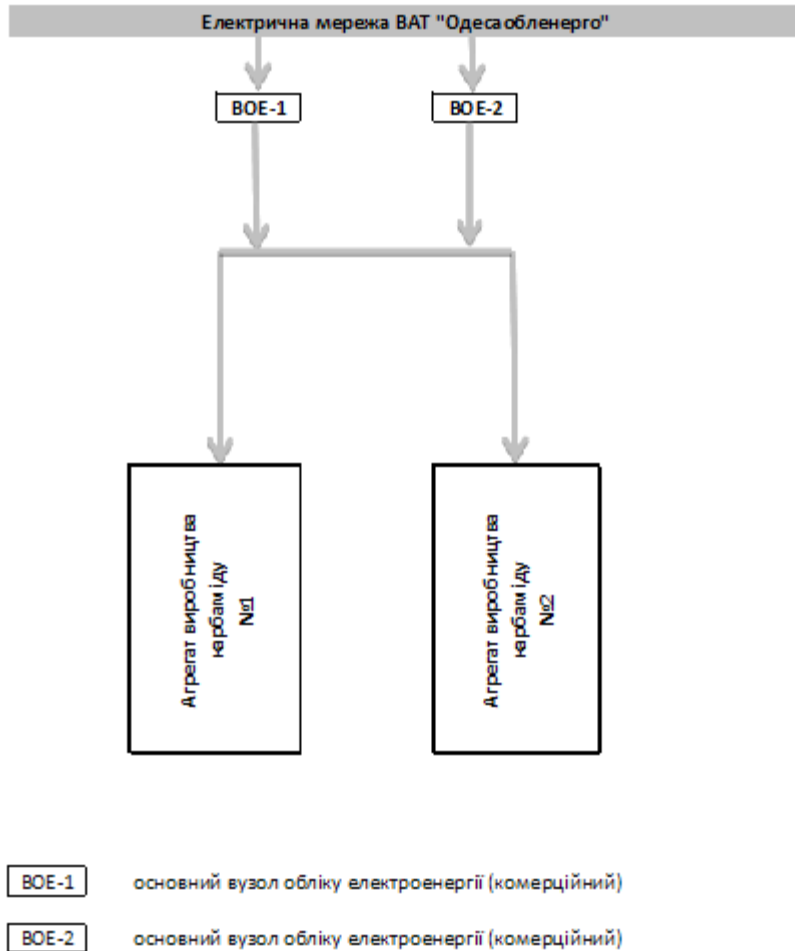 Електрична мережа ВАТ "Одесаобленерго"
ВОЕ-1
ВОЕ-2
Агрегат виробництва
карбаміду
№1
Агрегат виробництва
карбаміду
№2
ВОЕ-1 основний вузол обліку електроенергії (комерційний)
ВОЕ-2 основний вузол обліку електроенергії (комерційний)